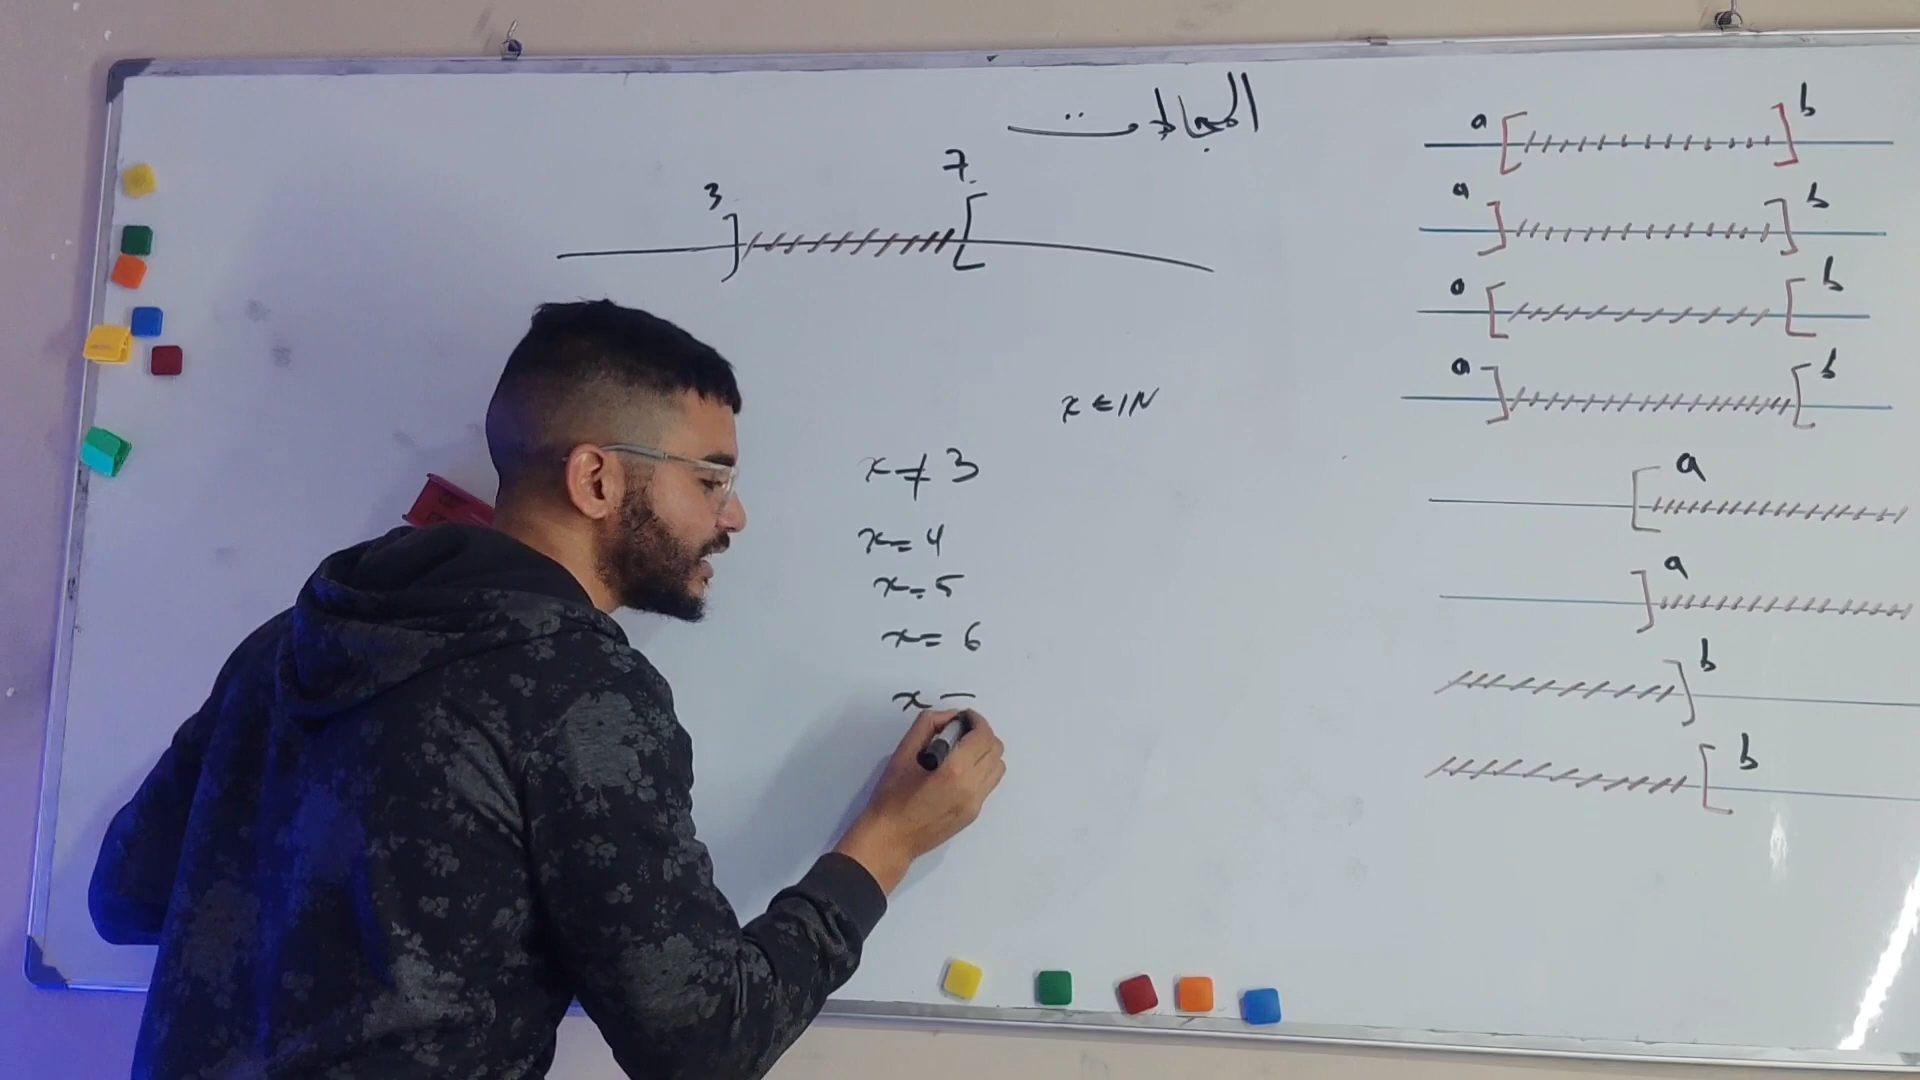 المجالات
3 ] [ 7
x ∈ IN
x ≠ 3
x = 4
x = 5
x = 6
x =
a [ ] b
a ] ] b
a [ [ b
a ] [ b
[ a
] a
] b
[ b